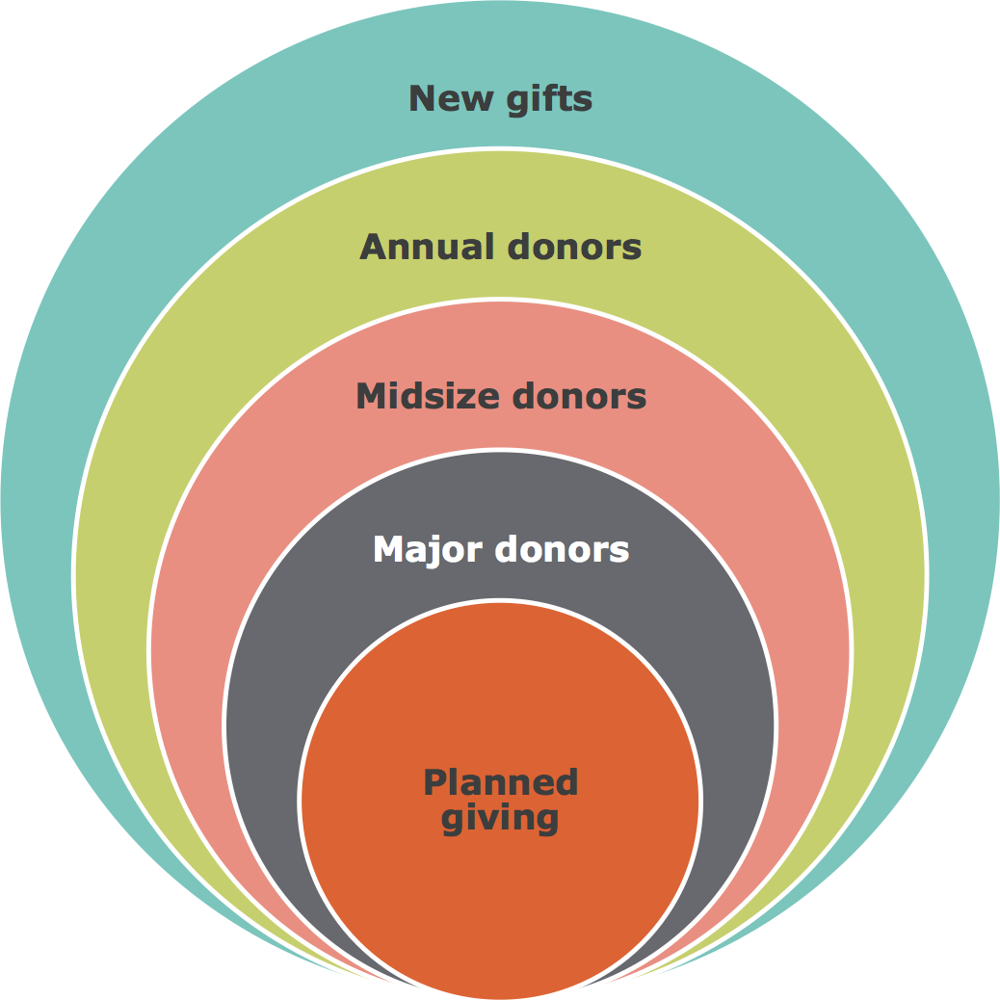 New gifts
Annual donors
Midsize donors
Major donors
Planned
giving